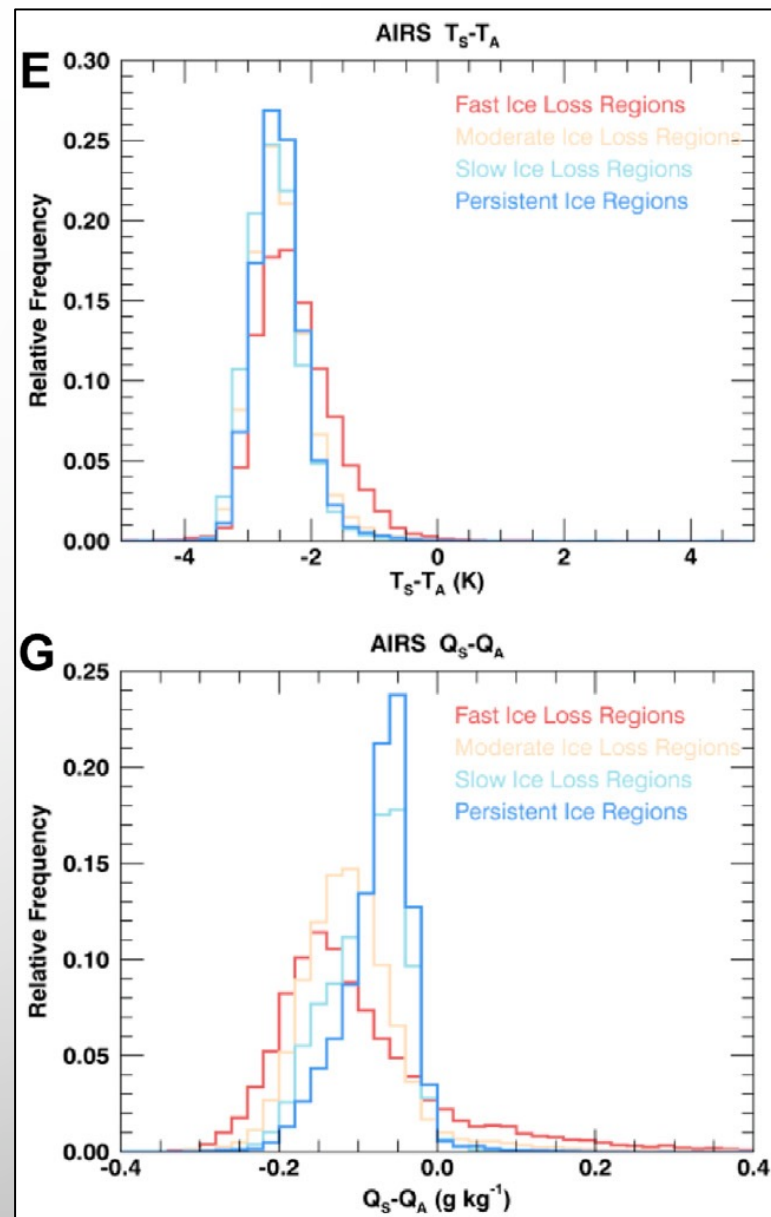 E
AIRS T_S-T_A
0.30
0.25
0.20
0.15
0.10
0.05
0.00
Relative Frequency
Fast Ice Loss Regions
Moderate Ice Loss Regions
Slow Ice Loss Regions
Persistent Ice Regions
-4 -2 0 2 4
T_S-T_A (K)
G
AIRS Q_S-Q_A
0.25
0.20
0.15
0.10
0.05
0.00
Relative Frequency
Fast Ice Loss Regions
Moderate Ice Loss Regions
Slow Ice Loss Regions
Persistent Ice Regions
-0.4 -0.2 0.0 0.2 0.4
Q_S-Q_A (g kg⁻¹)